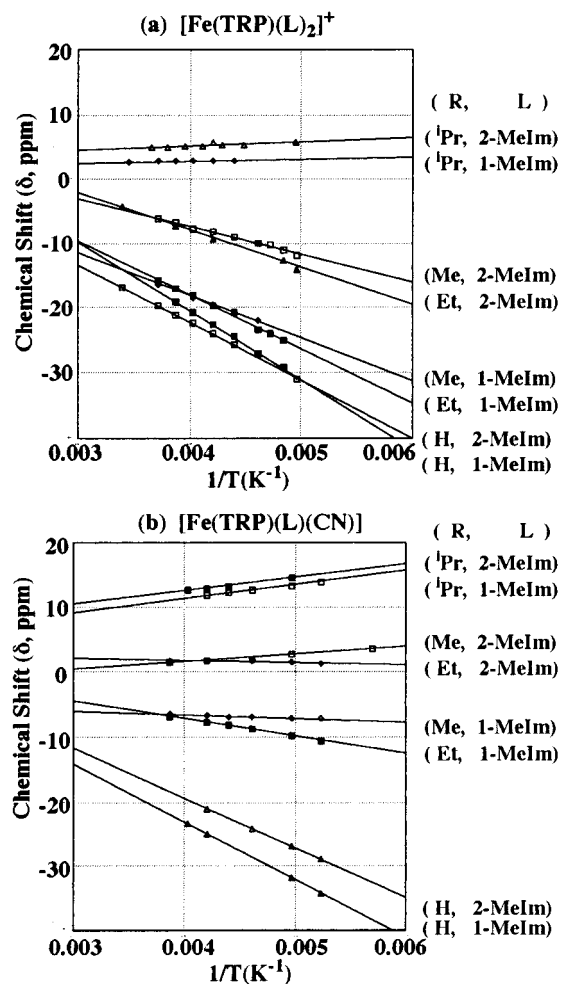 (a) [Fe(TRP)(L)₂]⁺
20
10
0
-10
-20
-30
Chemical Shift (δ, ppm)
0.003
0.004
0.005
0.006
1/T(K⁻¹)
( R, L )
(ⁱPr, 2-MeIm)
(ⁱPr, 1-MeIm)
(Me, 2-MeIm)
( Et, 2-MeIm)
(Me, 1-MeIm)
( Et, 1-MeIm)
( H, 2-MeIm)
( H, 1-MeIm)
(b) [Fe(TRP)(L)(CN)]
20
10
0
-10
-20
-30
Chemical Shift (δ, ppm)
0.003
0.004
0.005
0.006
1/T(K⁻¹)
( R, L )
(ⁱPr, 2-MeIm)
(ⁱPr, 1-MeIm)
(Me, 2-MeIm)
( Et, 2-MeIm)
(Me, 1-MeIm)
( Et, 1-MeIm)
( H, 2-MeIm)
( H, 1-MeIm)